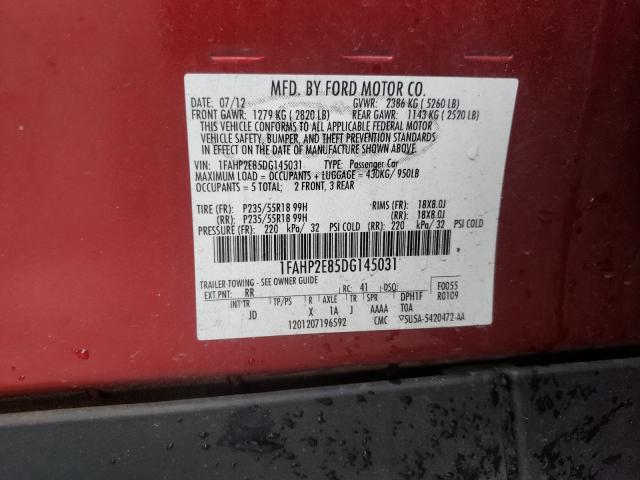 MFD. BY FORD MOTOR CO.
DATE: 07/12 GVWR: 2386 KG ( 5260 LB)
FRONT GAWR: 1279 KG ( 2820 LB) REAR GAWR: 1143 KG ( 2520 LB)
THIS VEHICLE CONFORMS TO ALL APPLICABLE FEDERAL MOTOR
VEHICLE SAFETY, BUMPER, AND THEFT PREVENTION STANDARDS
IN EFFECT ON THE DATE OF MANUFACTURE SHOWN ABOVE.
VIN: 1FAHP2E85DG145031 TYPE: Passenger Car
MAXIMUM LOAD = OCCUPANTS + LUGGAGE = 430KG/ 950LB
OCCUPANTS = 5 TOTAL; 2 FRONT, 3 REAR
TIRE (FR): P235/55R18 99H RIMS (FR): 18X8.0J
(RR): P235/55R18 99H (RR): 18X8.0J
PRESSURE (FR): 220 kPa/ 32 PSI COLD (RR): 220 kPa/ 32 PSI COLD
1FAHP2E85DG145031
TRAILER TOWING - SEE OWNER GUIDE
EXT PNT: RR RC: 41 DSO: F0055
INT TR TP/PS R AXLE TR SPR DPH1F R0109
JD X 1A J AAAA TOA
1201207196592 CMC SU5A-5420472-AA